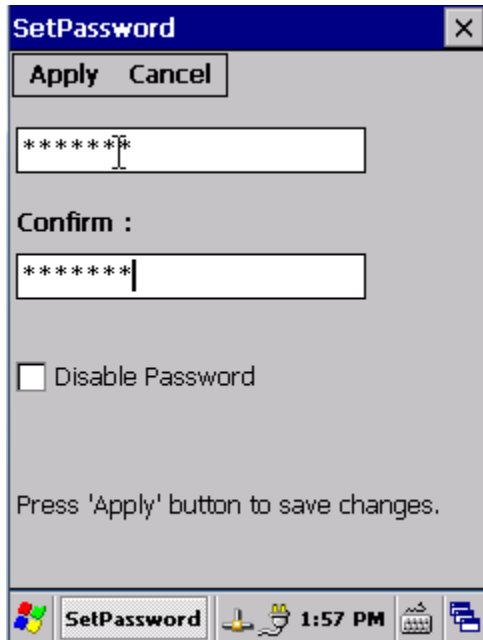 SetPassword
Apply Cancel
*******
Confirm :
*******
Disable Password
Press 'Apply' button to save changes.
SetPassword 1:57 PM